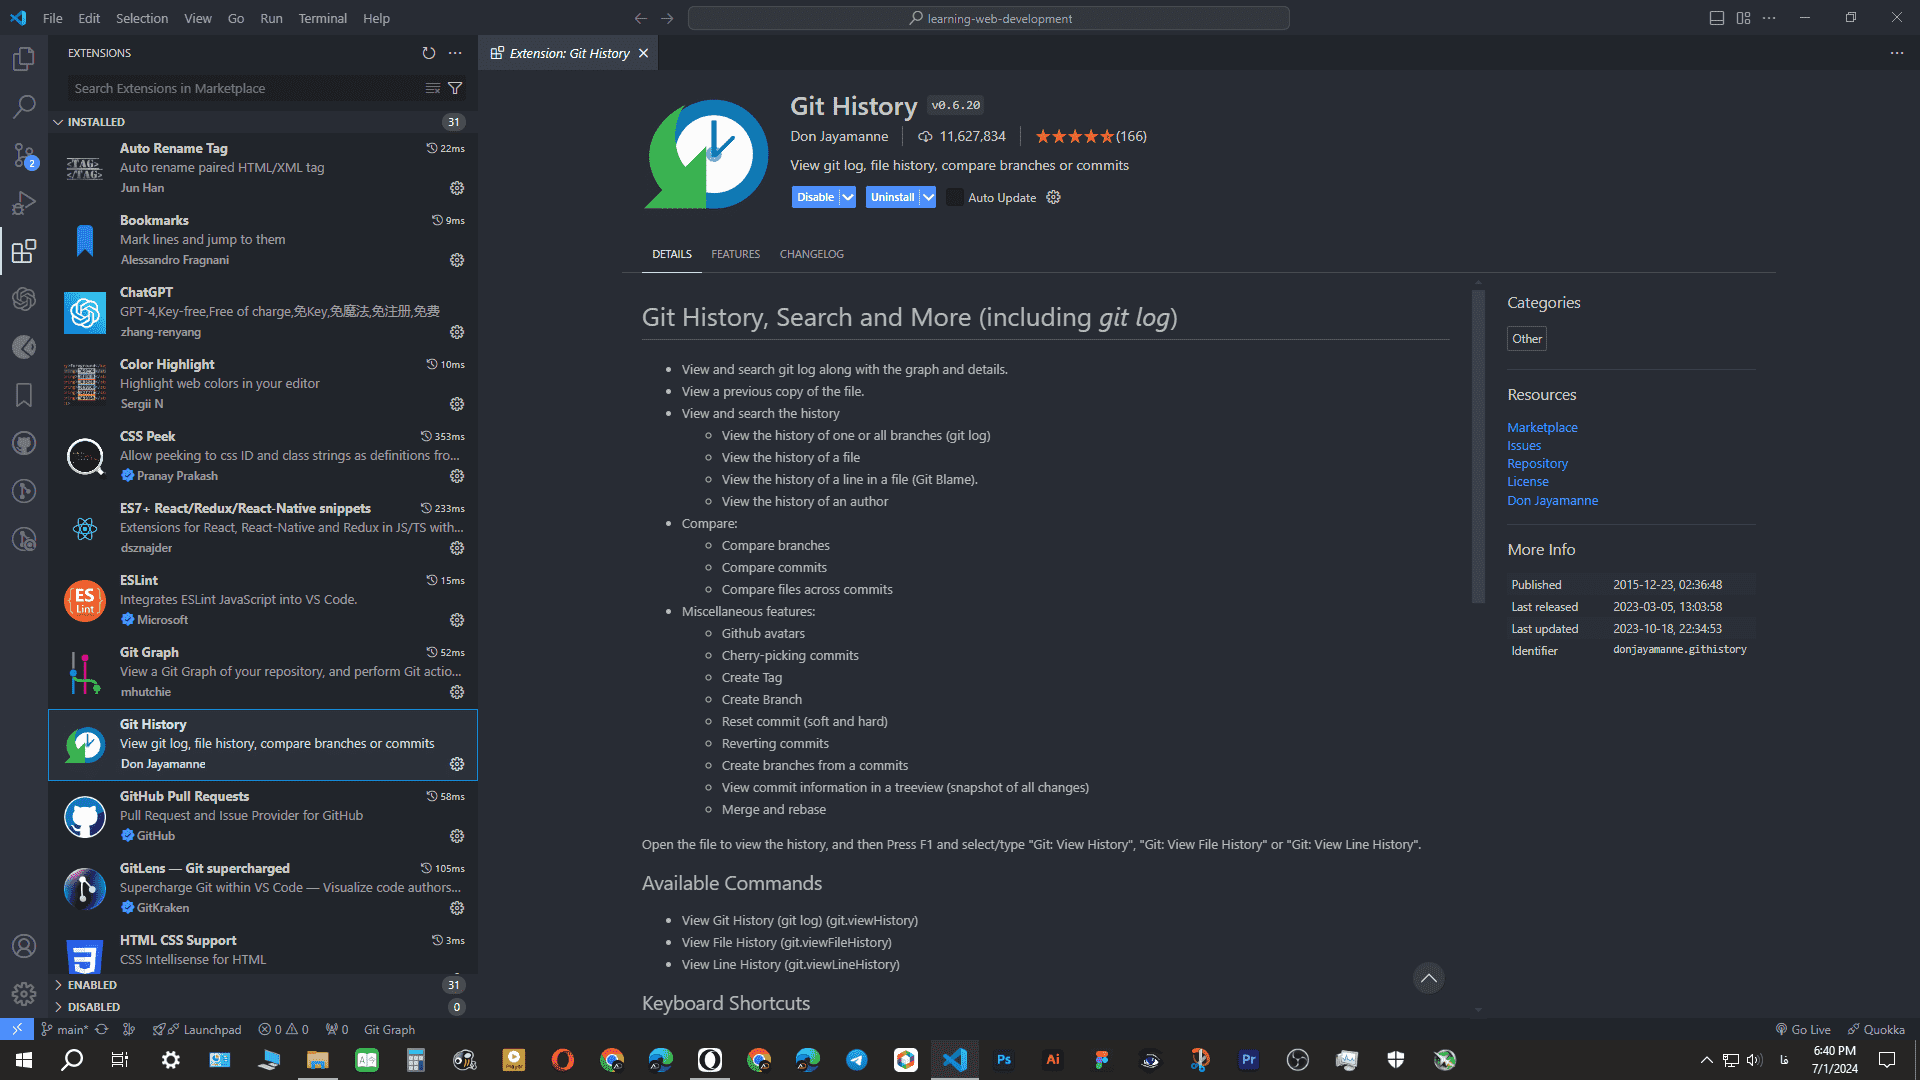 File Edit Selection View Go Run Terminal Help
learning-web-development
EXTENSIONS
Search Extensions in Marketplace
INSTALLED 31
Auto Rename Tag 22ms
Auto rename paired HTML/XML tag
Jun Han
Bookmarks 9ms
Mark lines and jump to them
Alessandro Fragnani
ChatGPT
GPT-4,Key-free,Free of charge,免Key,免魔法,免注册,免费
zhang-renyang
Color Highlight 10ms
Highlight web colors in your editor
Sergii N
CSS Peek 353ms
Allow peeking to css ID and class strings as definitions fro...
Pranay Prakash
ES7+ React/Redux/React-Native snippets 233ms
Extensions for React, React-Native and Redux in JS/TS with...
dsznajder
ES Lint
ESLint 15ms
Integrates ESLint JavaScript into VS Code.
Microsoft
Git Graph 52ms
View a Git Graph of your repository, and perform Git actio...
mhutchie
Git History
View git log, file history, compare branches or commits
Don Jayamanne
GitHub Pull Requests 58ms
Pull Request and Issue Provider for GitHub
GitHub
GitLens — Git supercharged 105ms
Supercharge Git within VS Code — Visualize code authors...
GitKraken
HTML CSS Support 3ms
CSS Intellisense for HTML
ENABLED 31
DISABLED 0
2
Extension: Git History
Git History v0.6.20
Don Jayamanne 11,627,834 (166)
View git log, file history, compare branches or commits
Disable Uninstall Auto Update
DETAILS FEATURES CHANGELOG
Git History, Search and More (including git log)
View and search git log along with the graph and details.
View a previous copy of the file.
View and search the history
View the history of one or all branches (git log)
View the history of a file
View the history of a line in a file (Git Blame).
View the history of an author
Compare:
Compare branches
Compare commits
Compare files across commits
Miscellaneous features:
Github avatars
Cherry-picking commits
Create Tag
Create Branch
Reset commit (soft and hard)
Reverting commits
Create branches from a commits
View commit information in a treeview (snapshot of all changes)
Merge and rebase
Open the file to view the history, and then Press F1 and select/type "Git: View History", "Git: View File History" or "Git: View Line History".
Available Commands
View Git History (git log) (git.viewHistory)
View File History (git.viewFileHistory)
View Line History (git.viewLineHistory)
Keyboard Shortcuts
Categories
Other
Resources
Marketplace
Issues
Repository
License
Don Jayamanne
More Info
Published 2015-12-23, 02:36:48
Last released 2023-03-05, 13:03:58
Last updated 2023-10-18, 22:34:53
Identifier donjayamanne.githistory
main* Launchpad 0 0 0 Git Graph Go Live Quokka
Ps Ai Pr فا 6:40 PM
7/1/2024